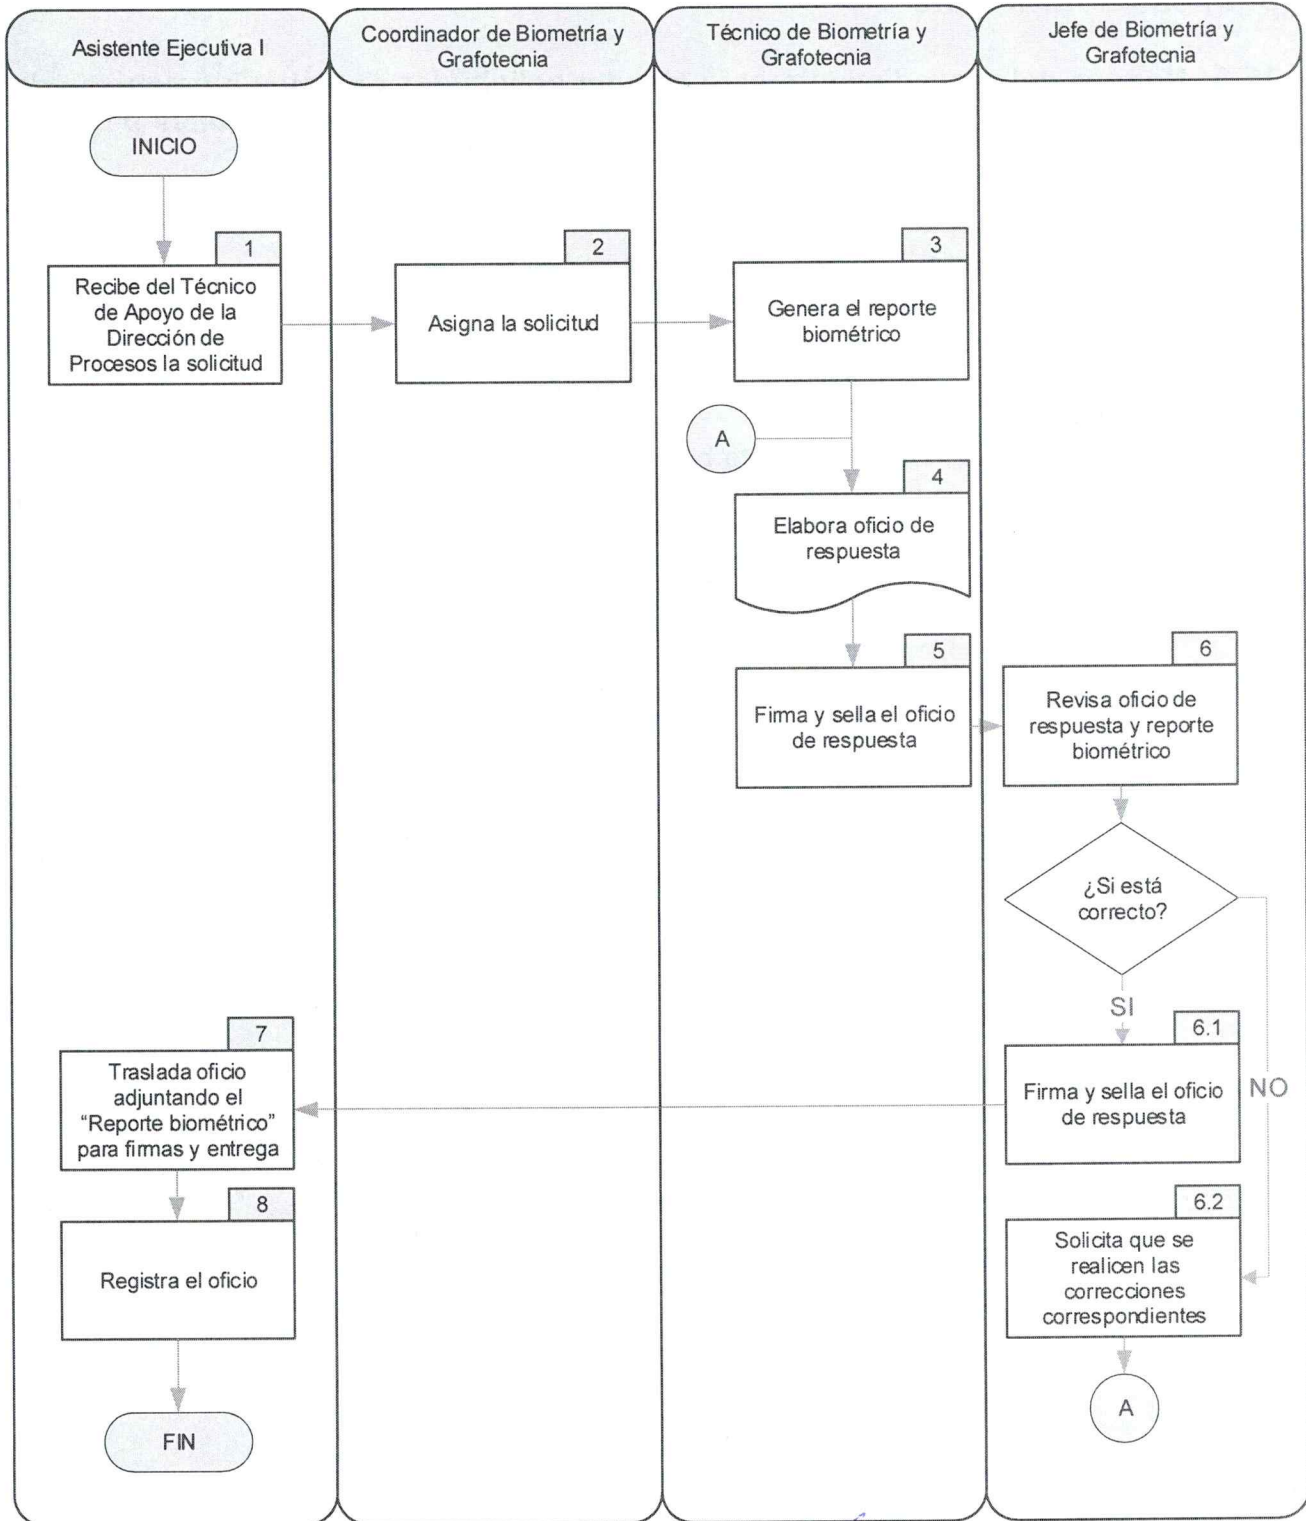 Asistente Ejecutiva I
Coordinador de Biometría y
Grafotecnia
Técnico de Biometría y
Grafotecnia
Jefe de Biometría y
Grafotecnia
INICIO
1
Recibe del Técnico
de Apoyo de la
Dirección de
Procesos la solicitud
2
Asigna la solicitud
3
Genera el reporte
biométrico
A
4
Elabora oficio de
respuesta
5
Firma y sella el oficio
de respuesta
6
Revisa oficio de
respuesta y reporte
biométrico
¿Si está
correcto?
SI
NO
6.1
Firma y sella el oficio
de respuesta
7
Traslada oficio
adjuntando el
“Reporte biométrico”
para firmas y entrega
8
Registra el oficio
6.2
Solicita que se
realicen las
correcciones
correspondientes
A
FIN